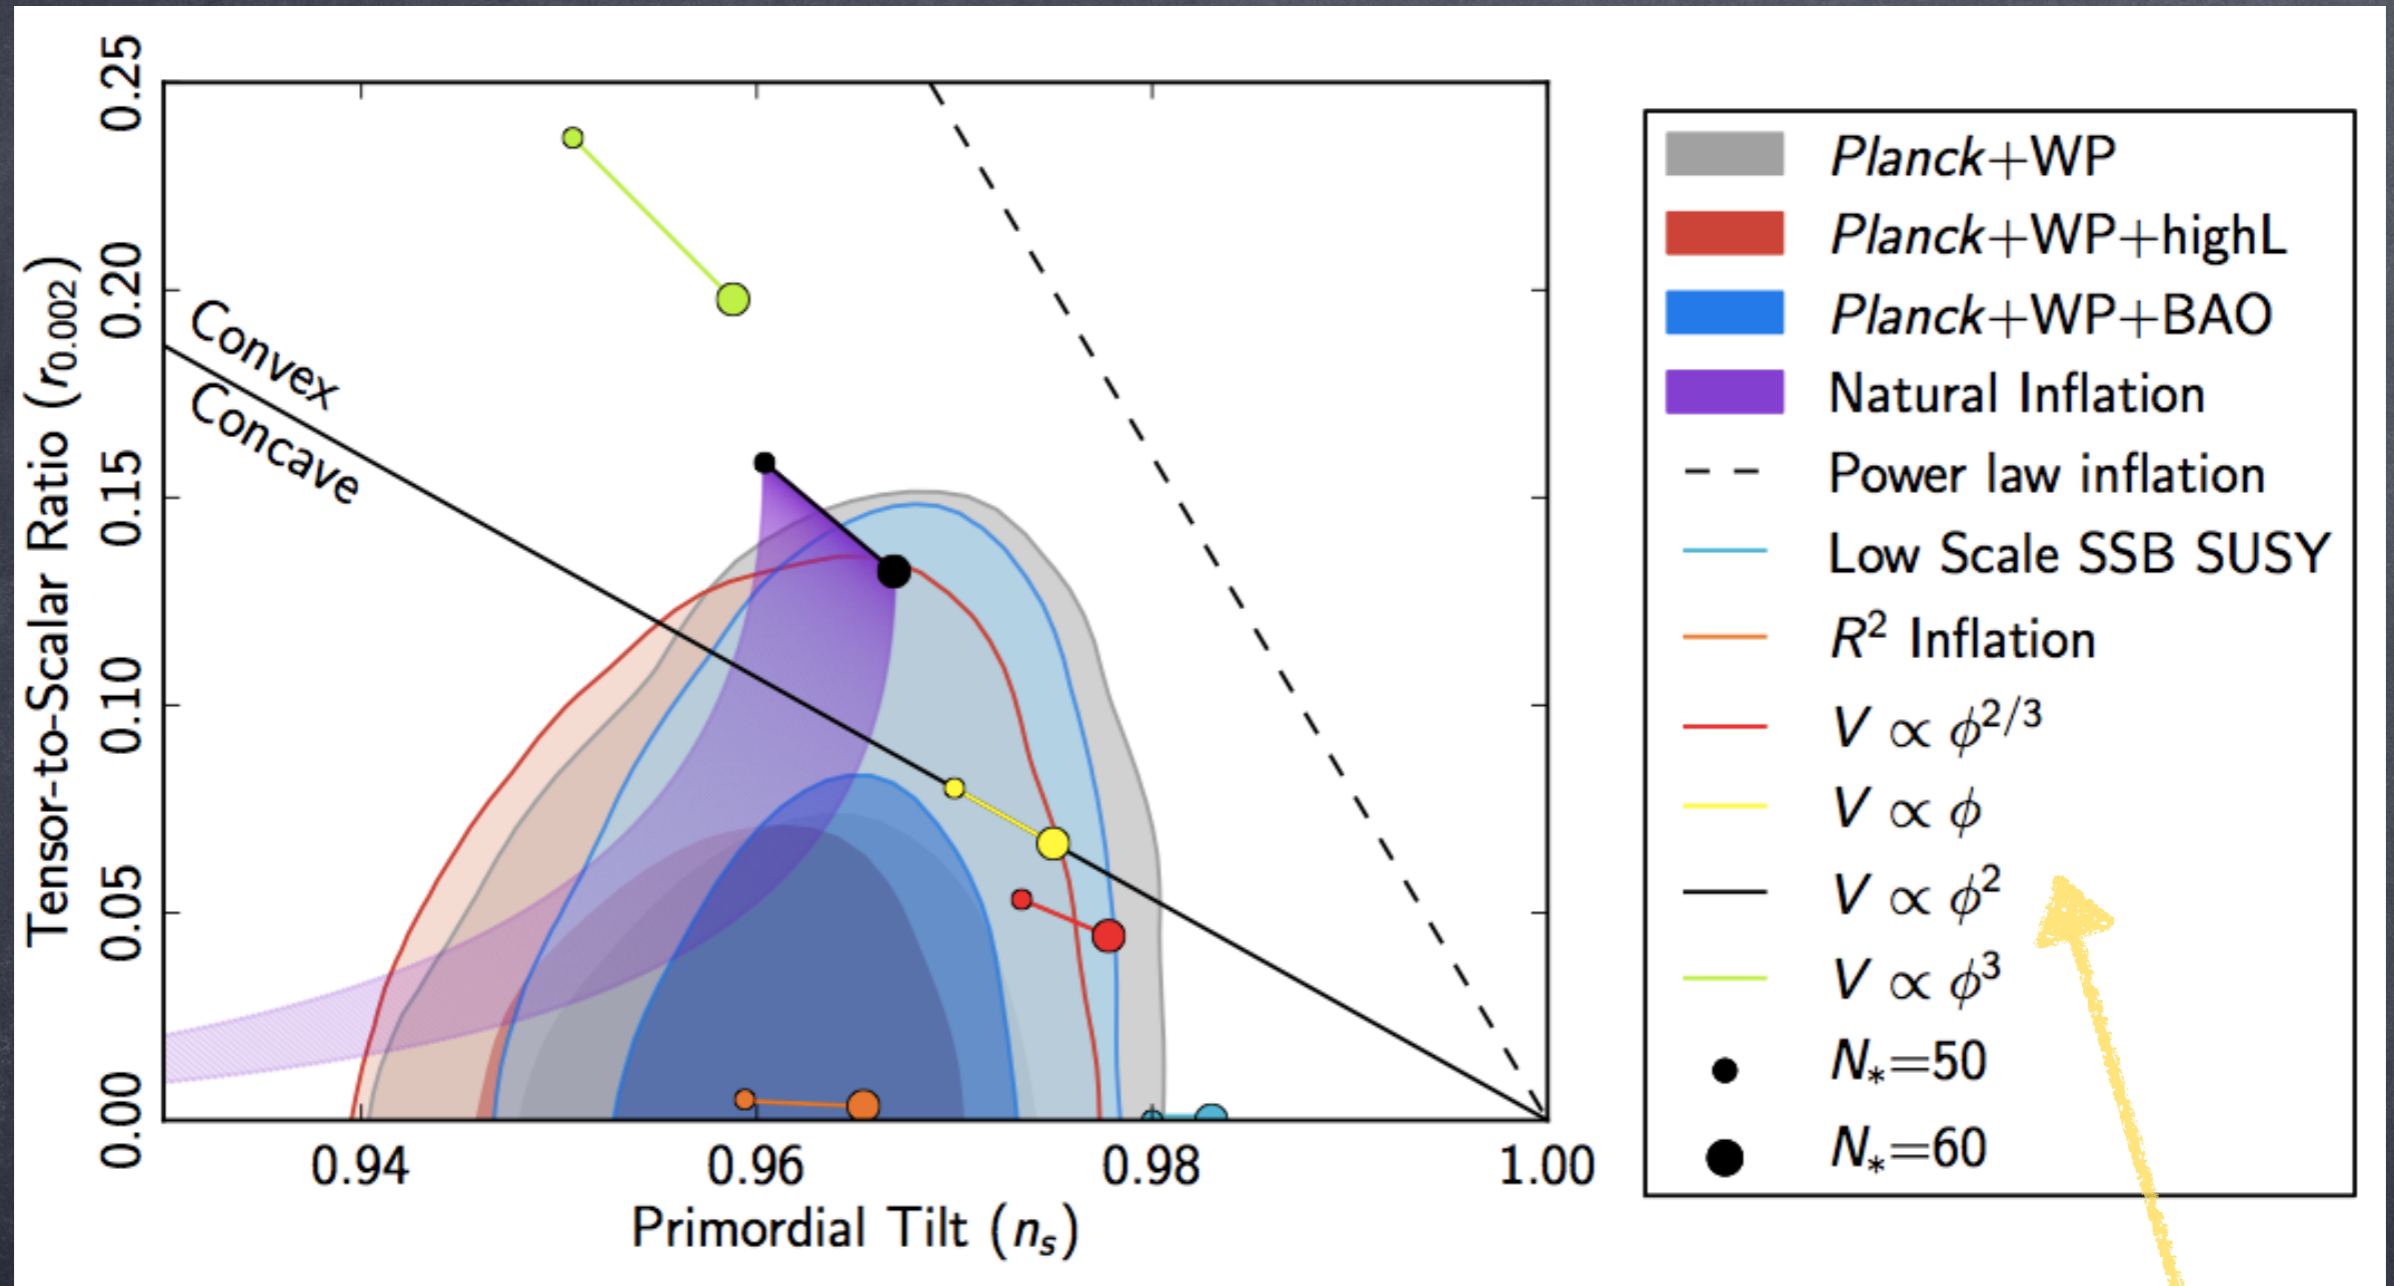 0.25
0.20
0.15
0.10
0.05
0.00
Tensor-to-Scalar Ratio (r₀.₀₀₂)
Convex
Concave
0.94
0.96
0.98
1.00
Primordial Tilt (nₛ)
Planck+WP
Planck+WP+highL
Planck+WP+BAO
Natural Inflation
Power law inflation
Low Scale SSB SUSY
R² Inflation
V ∝ ϕ²ᐟ³
V ∝ ϕ
V ∝ ϕ²
V ∝ ϕ³
N∗=50
N∗=60